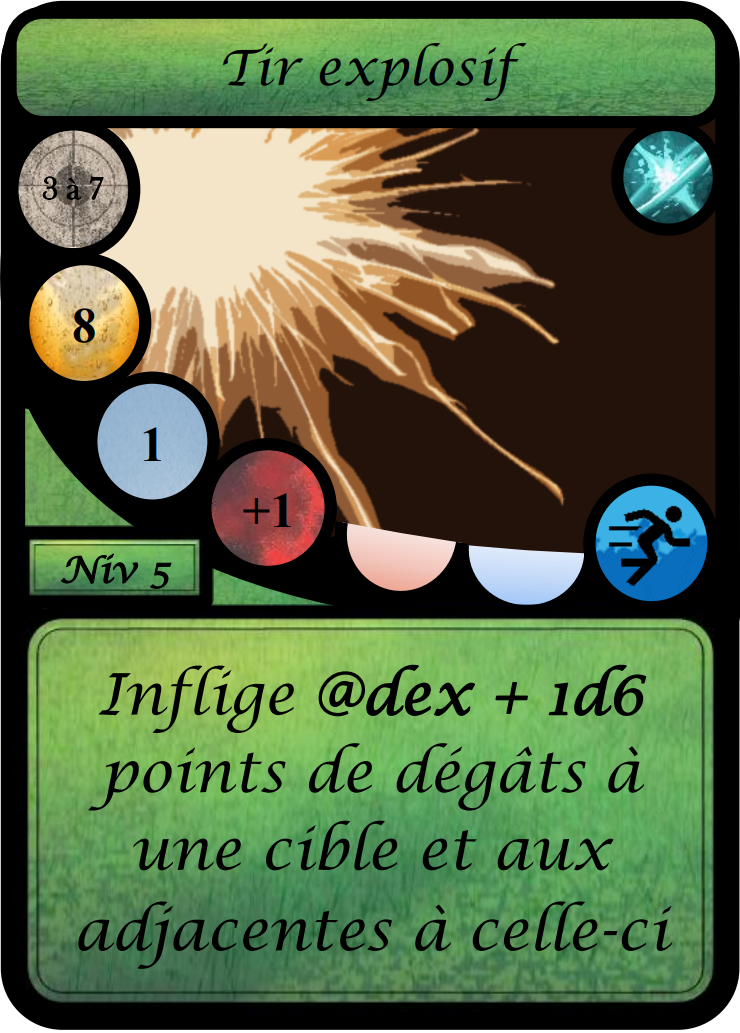 Tir explosif
3 à 7
8
1
+1
Niv 5
Inflige @dex + 1d6
points de dégâts à
une cible et aux
adjacentes à celle-ci